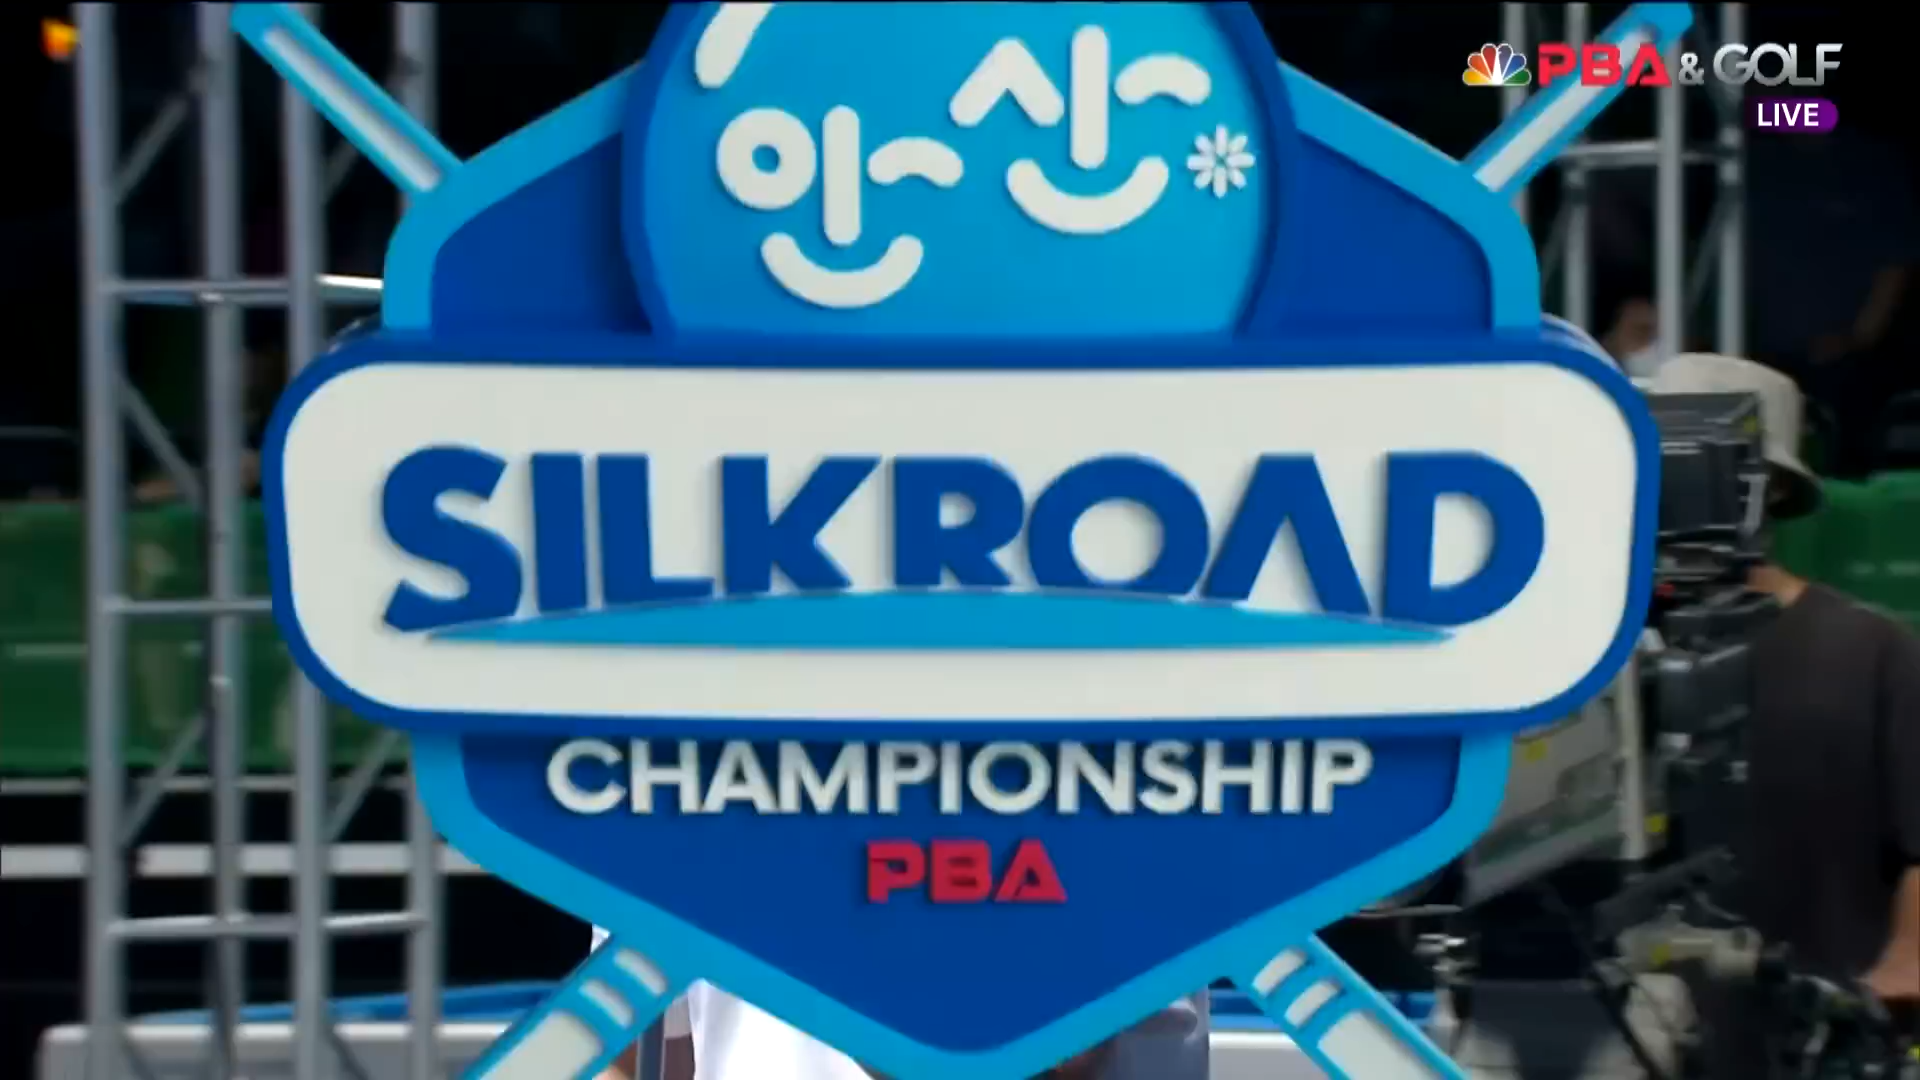 PBA & GOLF
LIVE
안산
SILKROAD
CHAMPIONSHIP
PBA